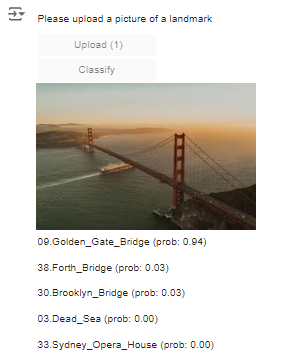 Please upload a picture of a landmark
Upload (1)
Classify
09.Golden_Gate_Bridge (prob: 0.94)
38.Forth_Bridge (prob: 0.03)
30.Brooklyn_Bridge (prob: 0.03)
03.Dead_Sea (prob: 0.00)
33.Sydney_Opera_House (prob: 0.00)